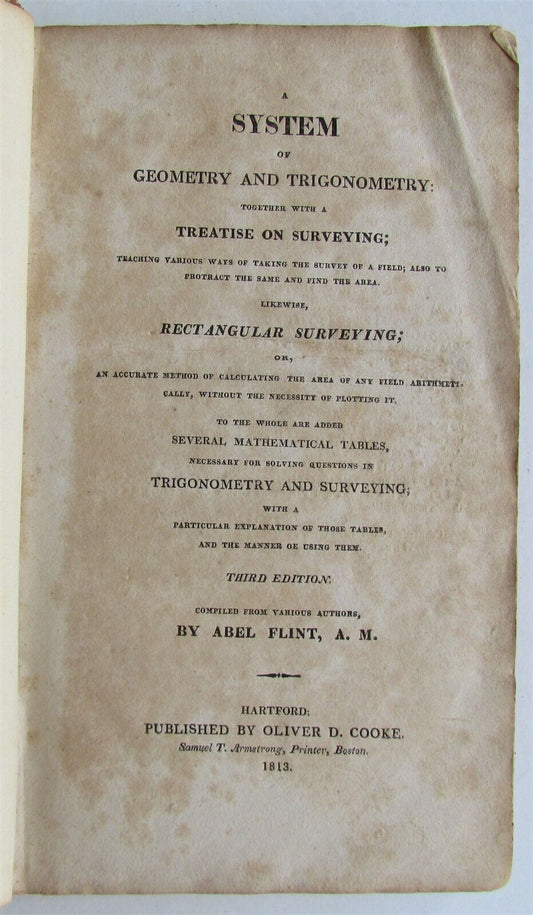 A
SYSTEM
OF
GEOMETRY AND TRIGONOMETRY:
TOGETHER WITH A
TREATISE ON SURVEYING;
TEACHING VARIOUS WAYS OF TAKING THE SURVEY OF A FIELD; ALSO TO
PROTRACT THE SAME AND FIND THE AREA.
LIKEWISE,
RECTANGULAR SURVEYING;
OR,
AN ACCURATE METHOD OF CALCULATING THE AREA OF ANY FIELD ARITHMETI-
CALLY, WITHOUT THE NECESSITY OF PLOTTING IT.
TO THE WHOLE ARE ADDED
SEVERAL MATHEMATICAL TABLES,
NECESSARY FOR SOLVING QUESTIONS IN
TRIGONOMETRY AND SURVEYING;
WITH A
PARTICULAR EXPLANATION OF THOSE TABLES,
AND THE MANNER OE USING THEM.
THIRD EDITION.
COMPILED FROM VARIOUS AUTHORS,
BY ABEL FLINT, A. M.
HARTFORD:
PUBLISHED BY OLIVER D. COOKE.
Samuel T. Armstrong, Printer, Boston.
1813.